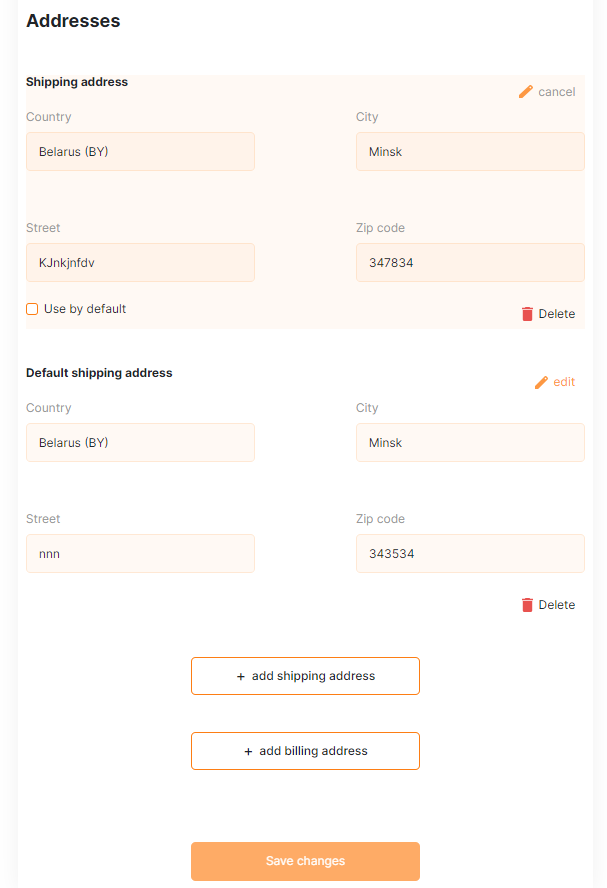 Addresses
Shipping address
cancel
Country City
Belarus (BY) Minsk
Street Zip code
KJnkjnfdv 347834
Use by default Delete
Default shipping address
edit
Country City
Belarus (BY) Minsk
Street Zip code
nnn 343534
Delete
+ add shipping address
+ add billing address
Save changes